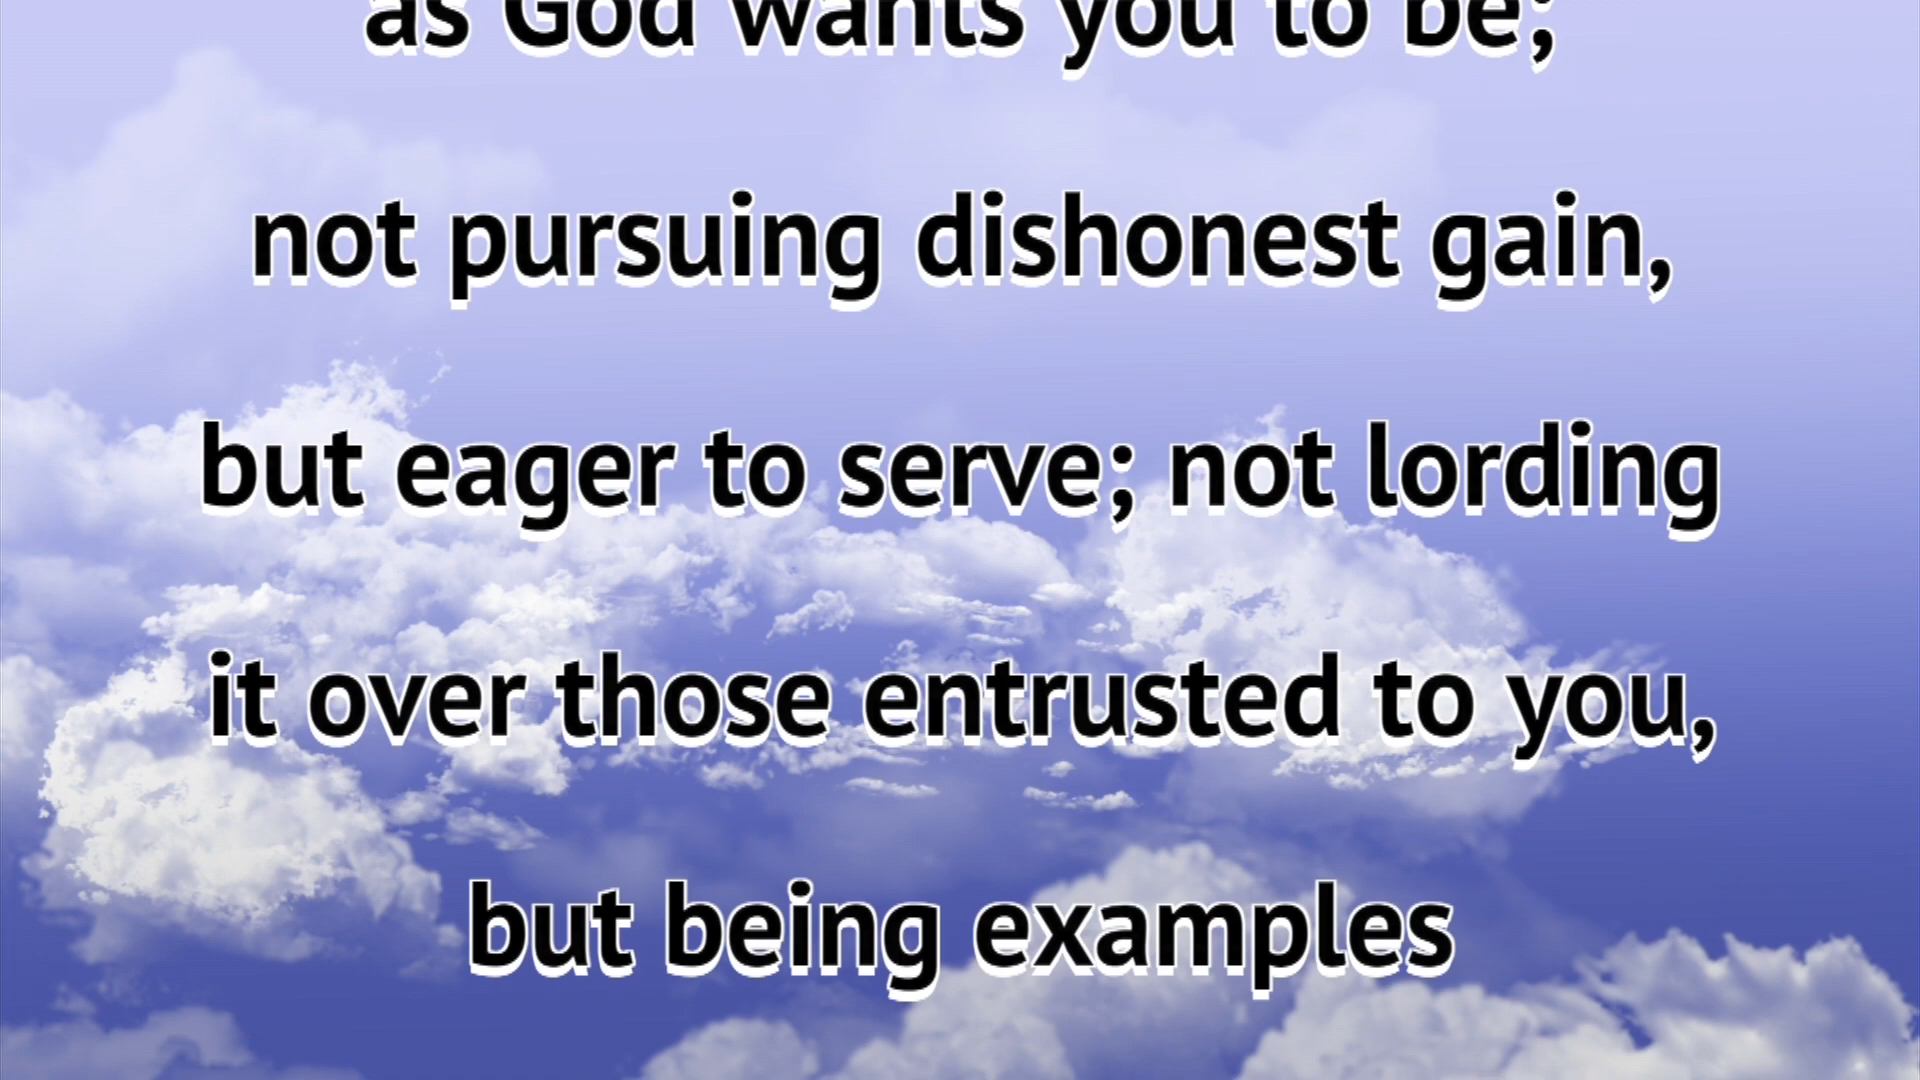 as God wants you to be;
not pursuing dishonest gain,
but eager to serve; not lording
it over those entrusted to you,
but being examples